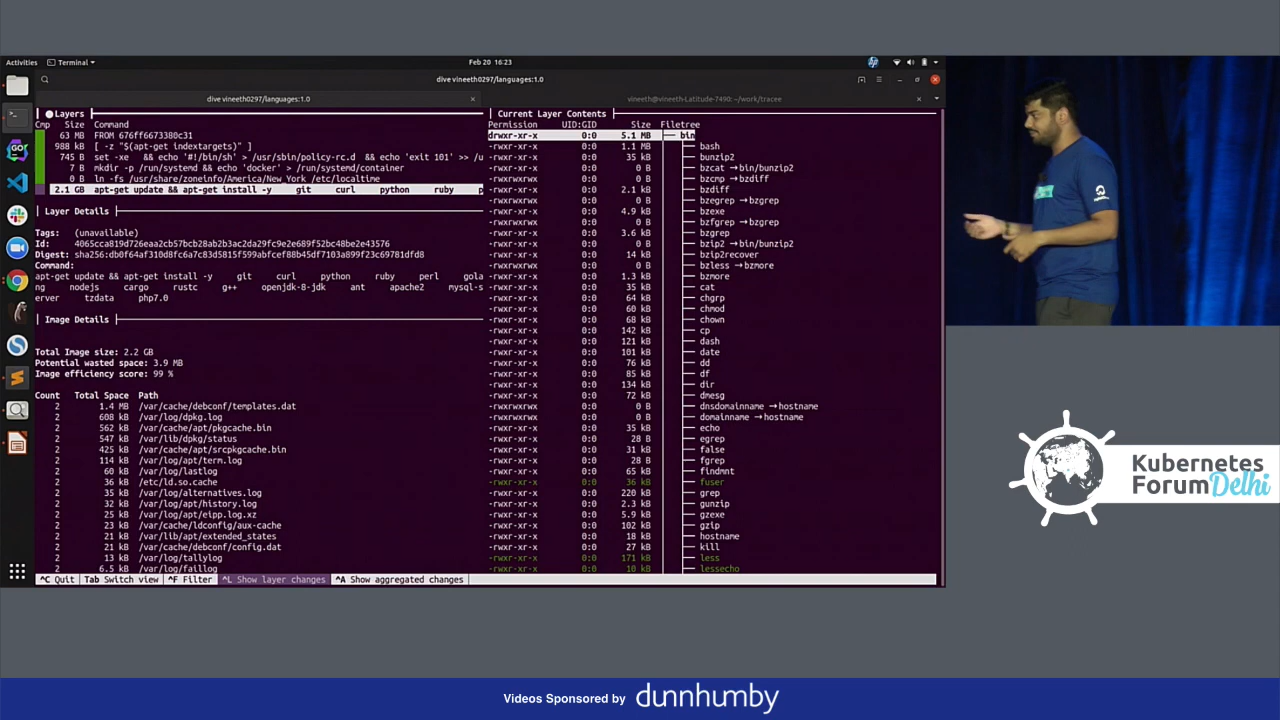 Activities
Terminal
Feb 20 16:23
dive vineeth0297/languages:1.0
dive vineeth0297/languages:1.0
vineeth@vineeth-Latitude-7490: ~/work/tracee
Layers
Cmp Size Command
63 MB FROM 676ff6673380c31
988 kB [ -z "$(apt-get indextargets)" ]
745 B set -xe && echo '#!/bin/sh' > /usr/sbin/policy-rc.d && echo 'exit 101' >> /u
7 B mkdir -p /run/systemd && echo 'docker' > /run/systemd/container
0 B ln -fs /usr/share/zoneinfo/America/New_York /etc/localtime
2.1 GB apt-get update && apt-get install -y git curl python ruby p
Layer Details
Tags: (unavailable)
Id: 4065cca819d726eaa2cb57bcb28ab2b3ac2da29fc9e2e689f52bc48be2e43576
Digest: sha256:db0f64af310d8fc6a7c83d5815f599abfcef88b45df7103a899f23c69781dfd8
Command:
apt-get update && apt-get install -y git curl python ruby perl gola
ng nodejs cargo rustc g++ openjdk-8-jdk ant apache2 mysql-s
erver tzdata php7.0
Image Details
Total Image size: 2.2 GB
Potential wasted space: 3.9 MB
Image efficiency score: 99 %
Count Total Space Path
2 1.4 MB /var/cache/debconf/templates.dat
2 608 kB /var/log/dpkg.log
2 562 kB /var/cache/apt/pkgcache.bin
2 547 kB /var/lib/dpkg/status
2 425 kB /var/cache/apt/srcpkgcache.bin
2 114 kB /var/log/apt/term.log
2 60 kB /var/log/lastlog
2 36 kB /etc/ld.so.cache
2 35 kB /var/log/alternatives.log
2 32 kB /var/log/apt/history.log
2 25 kB /var/log/apt/eipp.log.xz
2 23 kB /var/cache/ldconfig/aux-cache
2 21 kB /var/lib/apt/extended_states
2 21 kB /var/cache/debconf/config.dat
2 13 kB /var/log/tallylog
2 6.5 kB /var/log/faillog
Current Layer Contents
Permission UID:GID Size Filetree
drwxr-xr-x 0:0 5.1 MB bin
-rwxr-xr-x 0:0 1.1 MB bash
-rwxr-xr-x 0:0 35 kB bunzip2
-rwxrwxrwx 0:0 0 B bzcat → bin/bunzip2
-rwxrwxrwx 0:0 0 B bzcmp → bzdiff
-rwxr-xr-x 0:0 2.1 kB bzdiff
-rwxrwxrwx 0:0 0 B bzegrep → bzgrep
-rwxr-xr-x 0:0 4.9 kB bzexe
-rwxrwxrwx 0:0 0 B bzfgrep → bzgrep
-rwxr-xr-x 0:0 3.6 kB bzgrep
-rwxrwxrwx 0:0 0 B bzip2 → bin/bunzip2
-rwxr-xr-x 0:0 14 kB bzip2recover
-rwxrwxrwx 0:0 0 B bzless → bzmore
-rwxr-xr-x 0:0 1.3 kB bzmore
-rwxr-xr-x 0:0 35 kB cat
-rwxr-xr-x 0:0 64 kB chgrp
-rwxr-xr-x 0:0 60 kB chmod
-rwxr-xr-x 0:0 68 kB chown
-rwxr-xr-x 0:0 142 kB cp
-rwxr-xr-x 0:0 121 kB dash
-rwxr-xr-x 0:0 101 kB date
-rwxr-xr-x 0:0 76 kB dd
-rwxr-xr-x 0:0 85 kB df
-rwxr-xr-x 0:0 134 kB dir
-rwxr-xr-x 0:0 72 kB dmesg
-rwxrwxrwx 0:0 0 B dnsdomainname → hostname
-rwxrwxrwx 0:0 0 B domainname → hostname
-rwxr-xr-x 0:0 35 kB echo
-rwxr-xr-x 0:0 28 B egrep
-rwxr-xr-x 0:0 31 kB false
-rwxr-xr-x 0:0 28 B fgrep
-rwxr-xr-x 0:0 65 kB findmnt
-rwxr-xr-x 0:0 36 kB fuser
-rwxr-xr-x 0:0 220 kB grep
-rwxr-xr-x 0:0 2.3 kB gunzip
-rwxr-xr-x 0:0 5.9 kB gzexe
-rwxr-xr-x 0:0 102 kB gzip
-rwxr-xr-x 0:0 18 kB hostname
-rwxr-xr-x 0:0 27 kB kill
-rwxr-xr-x 0:0 171 kB less
-rwxr-xr-x 0:0 10 kB lessecho
^C Quit Tab Switch view ^F Filter ^L Show layer changes ^A Show aggregated changes
Kubernetes
Forum Delhi
Videos Sponsored by dunnhumby